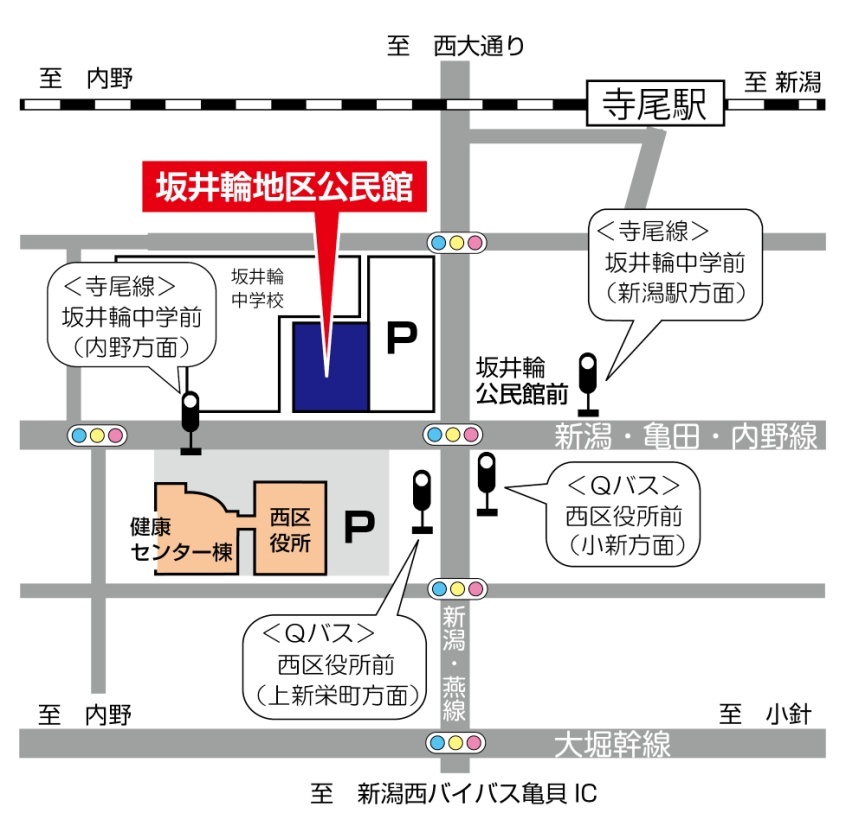 至　西大通り
至　内野
至 新潟
寺尾駅
坂井輪地区公民館
＜寺尾線＞
坂井輪中学前
（新潟駅方面）
坂井輪
中学校
＜寺尾線＞
坂井輪中学前
（内野方面）
P
坂井輪
公民館前
新潟・亀田・内野線
＜Qバス＞
西区役所前
（小新方面）
健康
センター棟
西区
役所
P
＜Qバス＞
西区役所前
（上新栄町方面）
新潟・燕線
至　内野
至　小針
大堀幹線
至　新潟西バイパス亀貝 IC